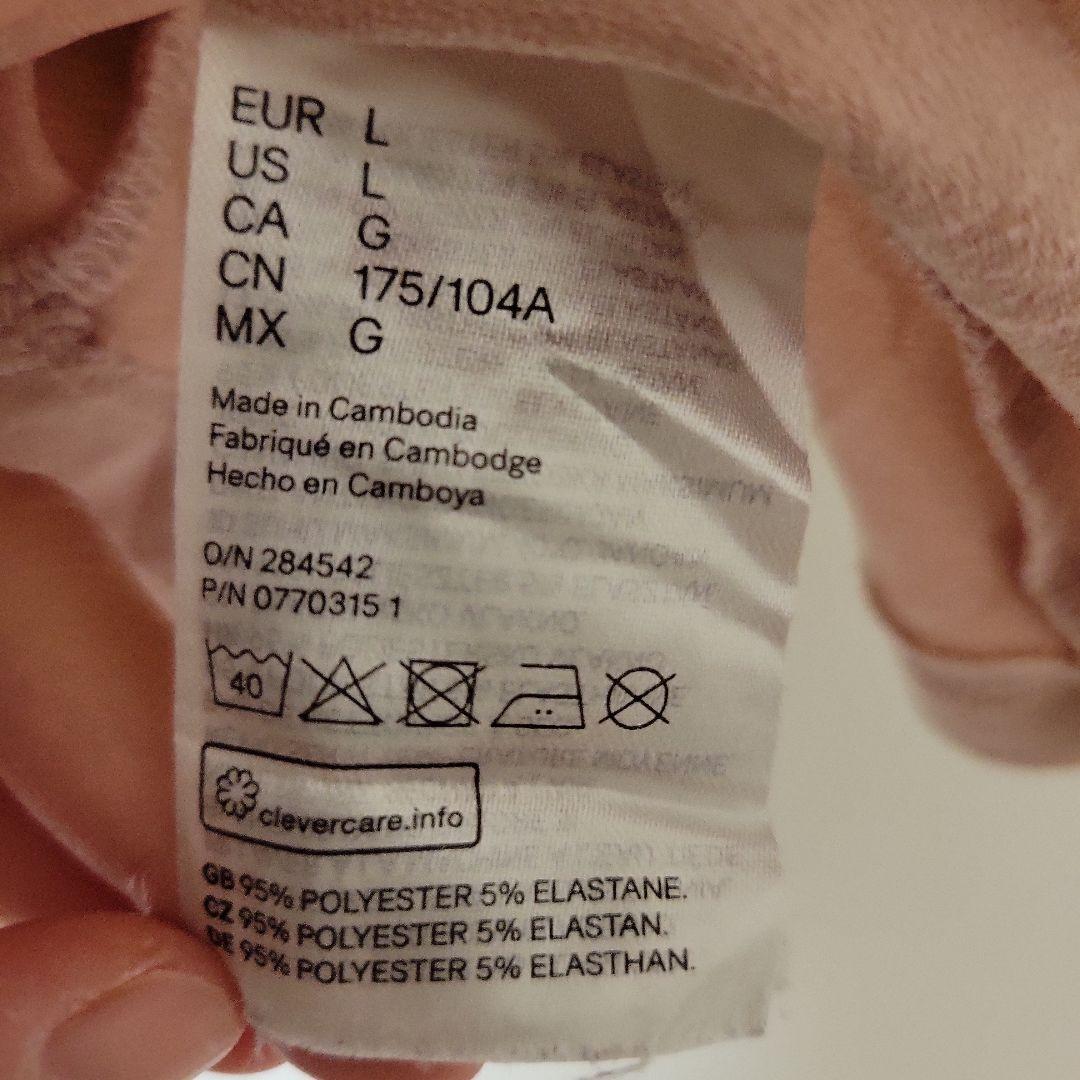 EUR L
US L
CA G
CN 175/104A
MX G
Made in Cambodia
Fabriqué en Cambodge
Hecho en Camboya
O/N 284542
P/N 0770315 1
40
clevercare.info
GB 95% POLYESTER 5% ELASTANE.
CZ 95% POLYESTER 5% ELASTAN.
DE 95% POLYESTER 5% ELASTHAN.